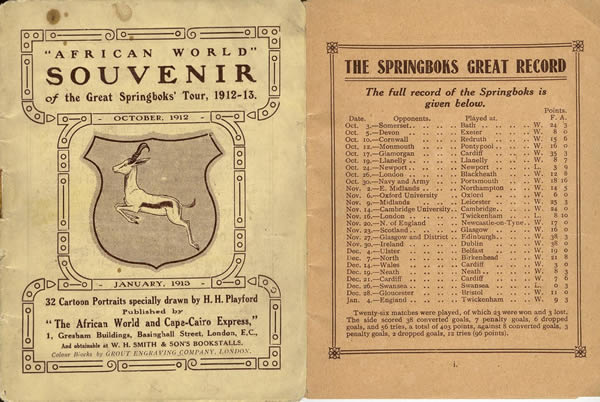 "AFRICAN WORLD"
SOUVENIR
of the Great Springboks' Tour, 1912-13.
OCTOBER, 1912
JANUARY, 1913
32 Cartoon Portraits specially drawn by H. H. Playford
Published by
"The African World and Cape-Cairo Express,"
1, Gresham Buildings, Basinghall Street, London, E.C.,
And obtainable at W. H. SMITH & SON'S BOOKSTALLS.
Colour Blocks by GROUT ENGRAVING COMPANY, LONDON.
THE SPRINGBOKS GREAT RECORD
The full record of the Springboks is
given below.
Points.
Date. Opponents. Played at. F. A.
Oct. 3.—Somerset Bath W. 24 3
Oct. 5.—Devon Exeter W. 8 0
Oct. 10.—Cornwall Redruth W. 15 6
Oct. 12.—Monmouth Pontypool W. 16 0
Oct. 17.—Glamorgan Cardiff W. 35 3
Oct. 19.—Llanelly Llanelly W. 8 7
Oct. 24.—Newport Newport L. 3 9
Oct. 26.—London Blackheath W. 12 8
Oct. 30.—Navy and Army Portsmouth W. 18 16
Nov. 2.—E. Midlands Northampton W. 14 5
Nov. 6.—Oxford University Oxford W. 6 0
Nov. 9.—Midlands Leicester W. 25 3
Nov. 14.—Cambridge University Cambridge W. 24 0
Nov. 16.—London Twickenham L. 8 10
Nov. 20.—N. of England Newcastle-on-Tyne W. 17 0
Nov. 23.—Scotland Glasgow W. 16 0
Nov. 27.—Glasgow and District Edinburgh W. 38 3
Nov. 30.—Ireland Dublin W. 38 0
Dec. 4.—Ulster Belfast W. 19 0
Dec. 7.—North Birkenhead W. 21 8
Dec. 14.—Wales Cardiff W. 3 0
Dec. 19.—Neath Neath W. 8 3
Dec. 21.—Cardiff Cardiff W. 7 6
Dec. 26.—Swansea Swansea L. 0 3
Dec. 28.—Gloucester Bristol W. 11 0
Jan. 4.—England Twickenham W. 9 3
Twenty-six matches were played, of which 23 were won and 3 lost.
The side scored 38 converted goals, 7 penalty goals, 6 dropped
goals, and 56 tries, a total of 403 points, against 8 converted goals, 3
penalty goals, 2 dropped goals, 12 tries (96 points).